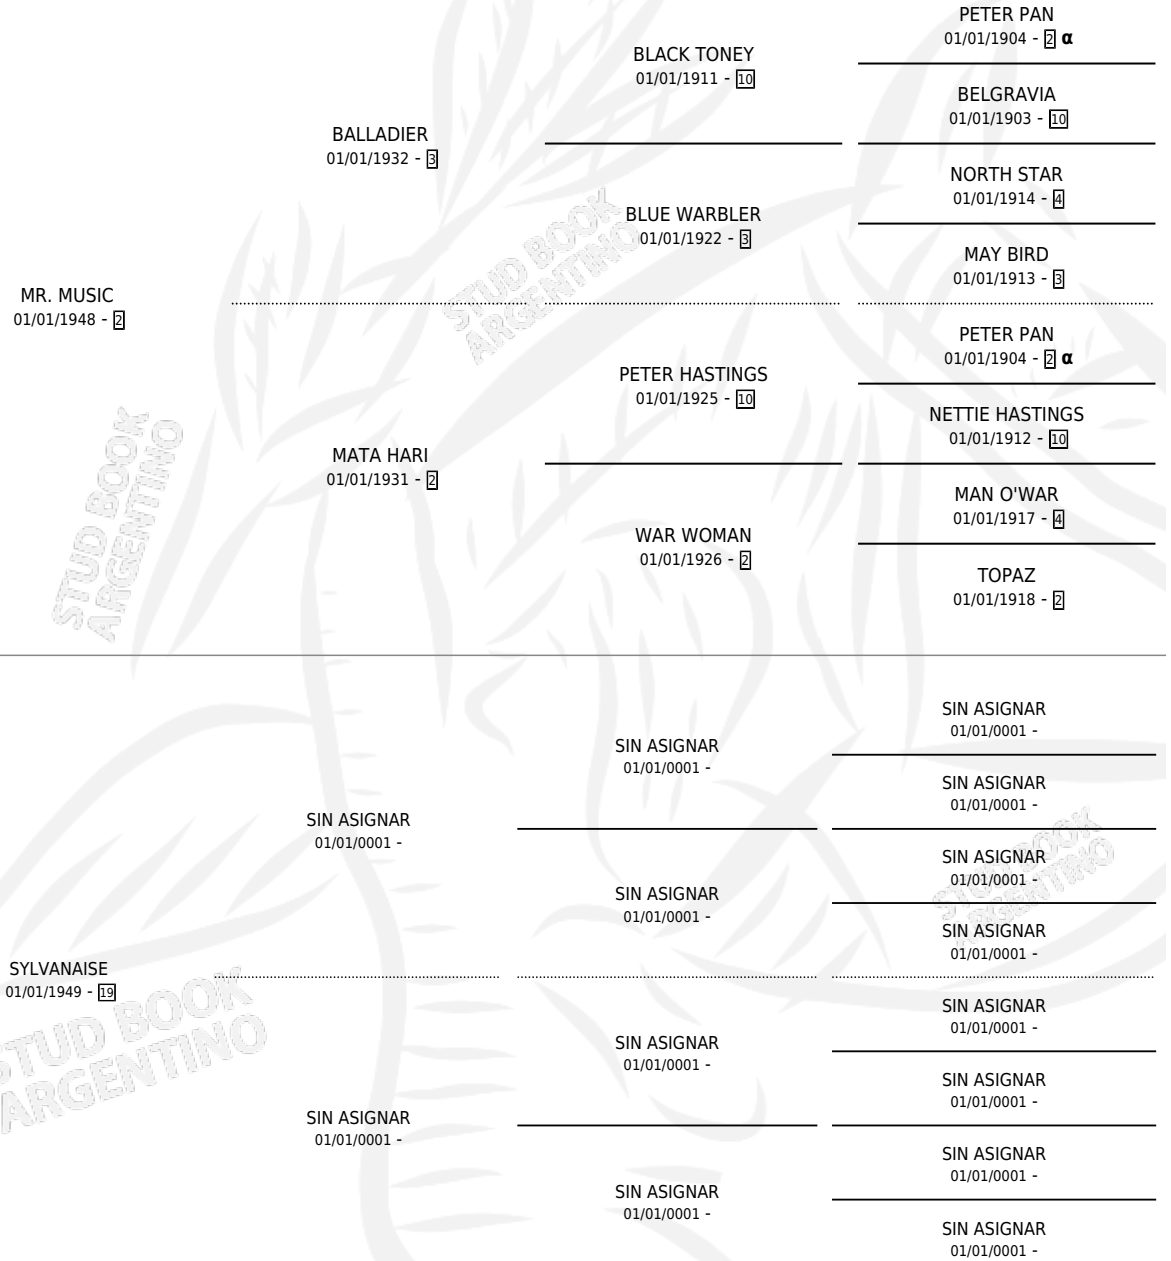 PETER PAN
01/01/1904 - 2 α
BLACK TONEY
01/01/1911 - 10
BELGRAVIA
01/01/1903 - 10
BALLADIER
01/01/1932 - 3
NORTH STAR
01/01/1914 - 4
BLUE WARBLER
01/01/1922 - 3
MAY BIRD
01/01/1913 - 3
MR. MUSIC
01/01/1948 - 2
PETER PAN
01/01/1904 - 2 α
PETER HASTINGS
01/01/1925 - 10
NETTIE HASTINGS
01/01/1912 - 10
MATA HARI
01/01/1931 - 2
MAN O'WAR
01/01/1917 - 4
WAR WOMAN
01/01/1926 - 2
TOPAZ
01/01/1918 - 2
SIN ASIGNAR
01/01/0001 -
SIN ASIGNAR
01/01/0001 -
SIN ASIGNAR
01/01/0001 -
SIN ASIGNAR
01/01/0001 -
SIN ASIGNAR
01/01/0001 -
SIN ASIGNAR
01/01/0001 -
SIN ASIGNAR
01/01/0001 -
SYLVANAISE
01/01/1949 - 19
SIN ASIGNAR
01/01/0001 -
SIN ASIGNAR
01/01/0001 -
SIN ASIGNAR
01/01/0001 -
SIN ASIGNAR
01/01/0001 -
SIN ASIGNAR
01/01/0001 -
SIN ASIGNAR
01/01/0001 -
SIN ASIGNAR
01/01/0001 -
STUD BOOK
ARGENTINO
STUD BOOK
ARGENTINO
STUD BOOK
ARGENTINO
STUD BOOK
ARGENTINO